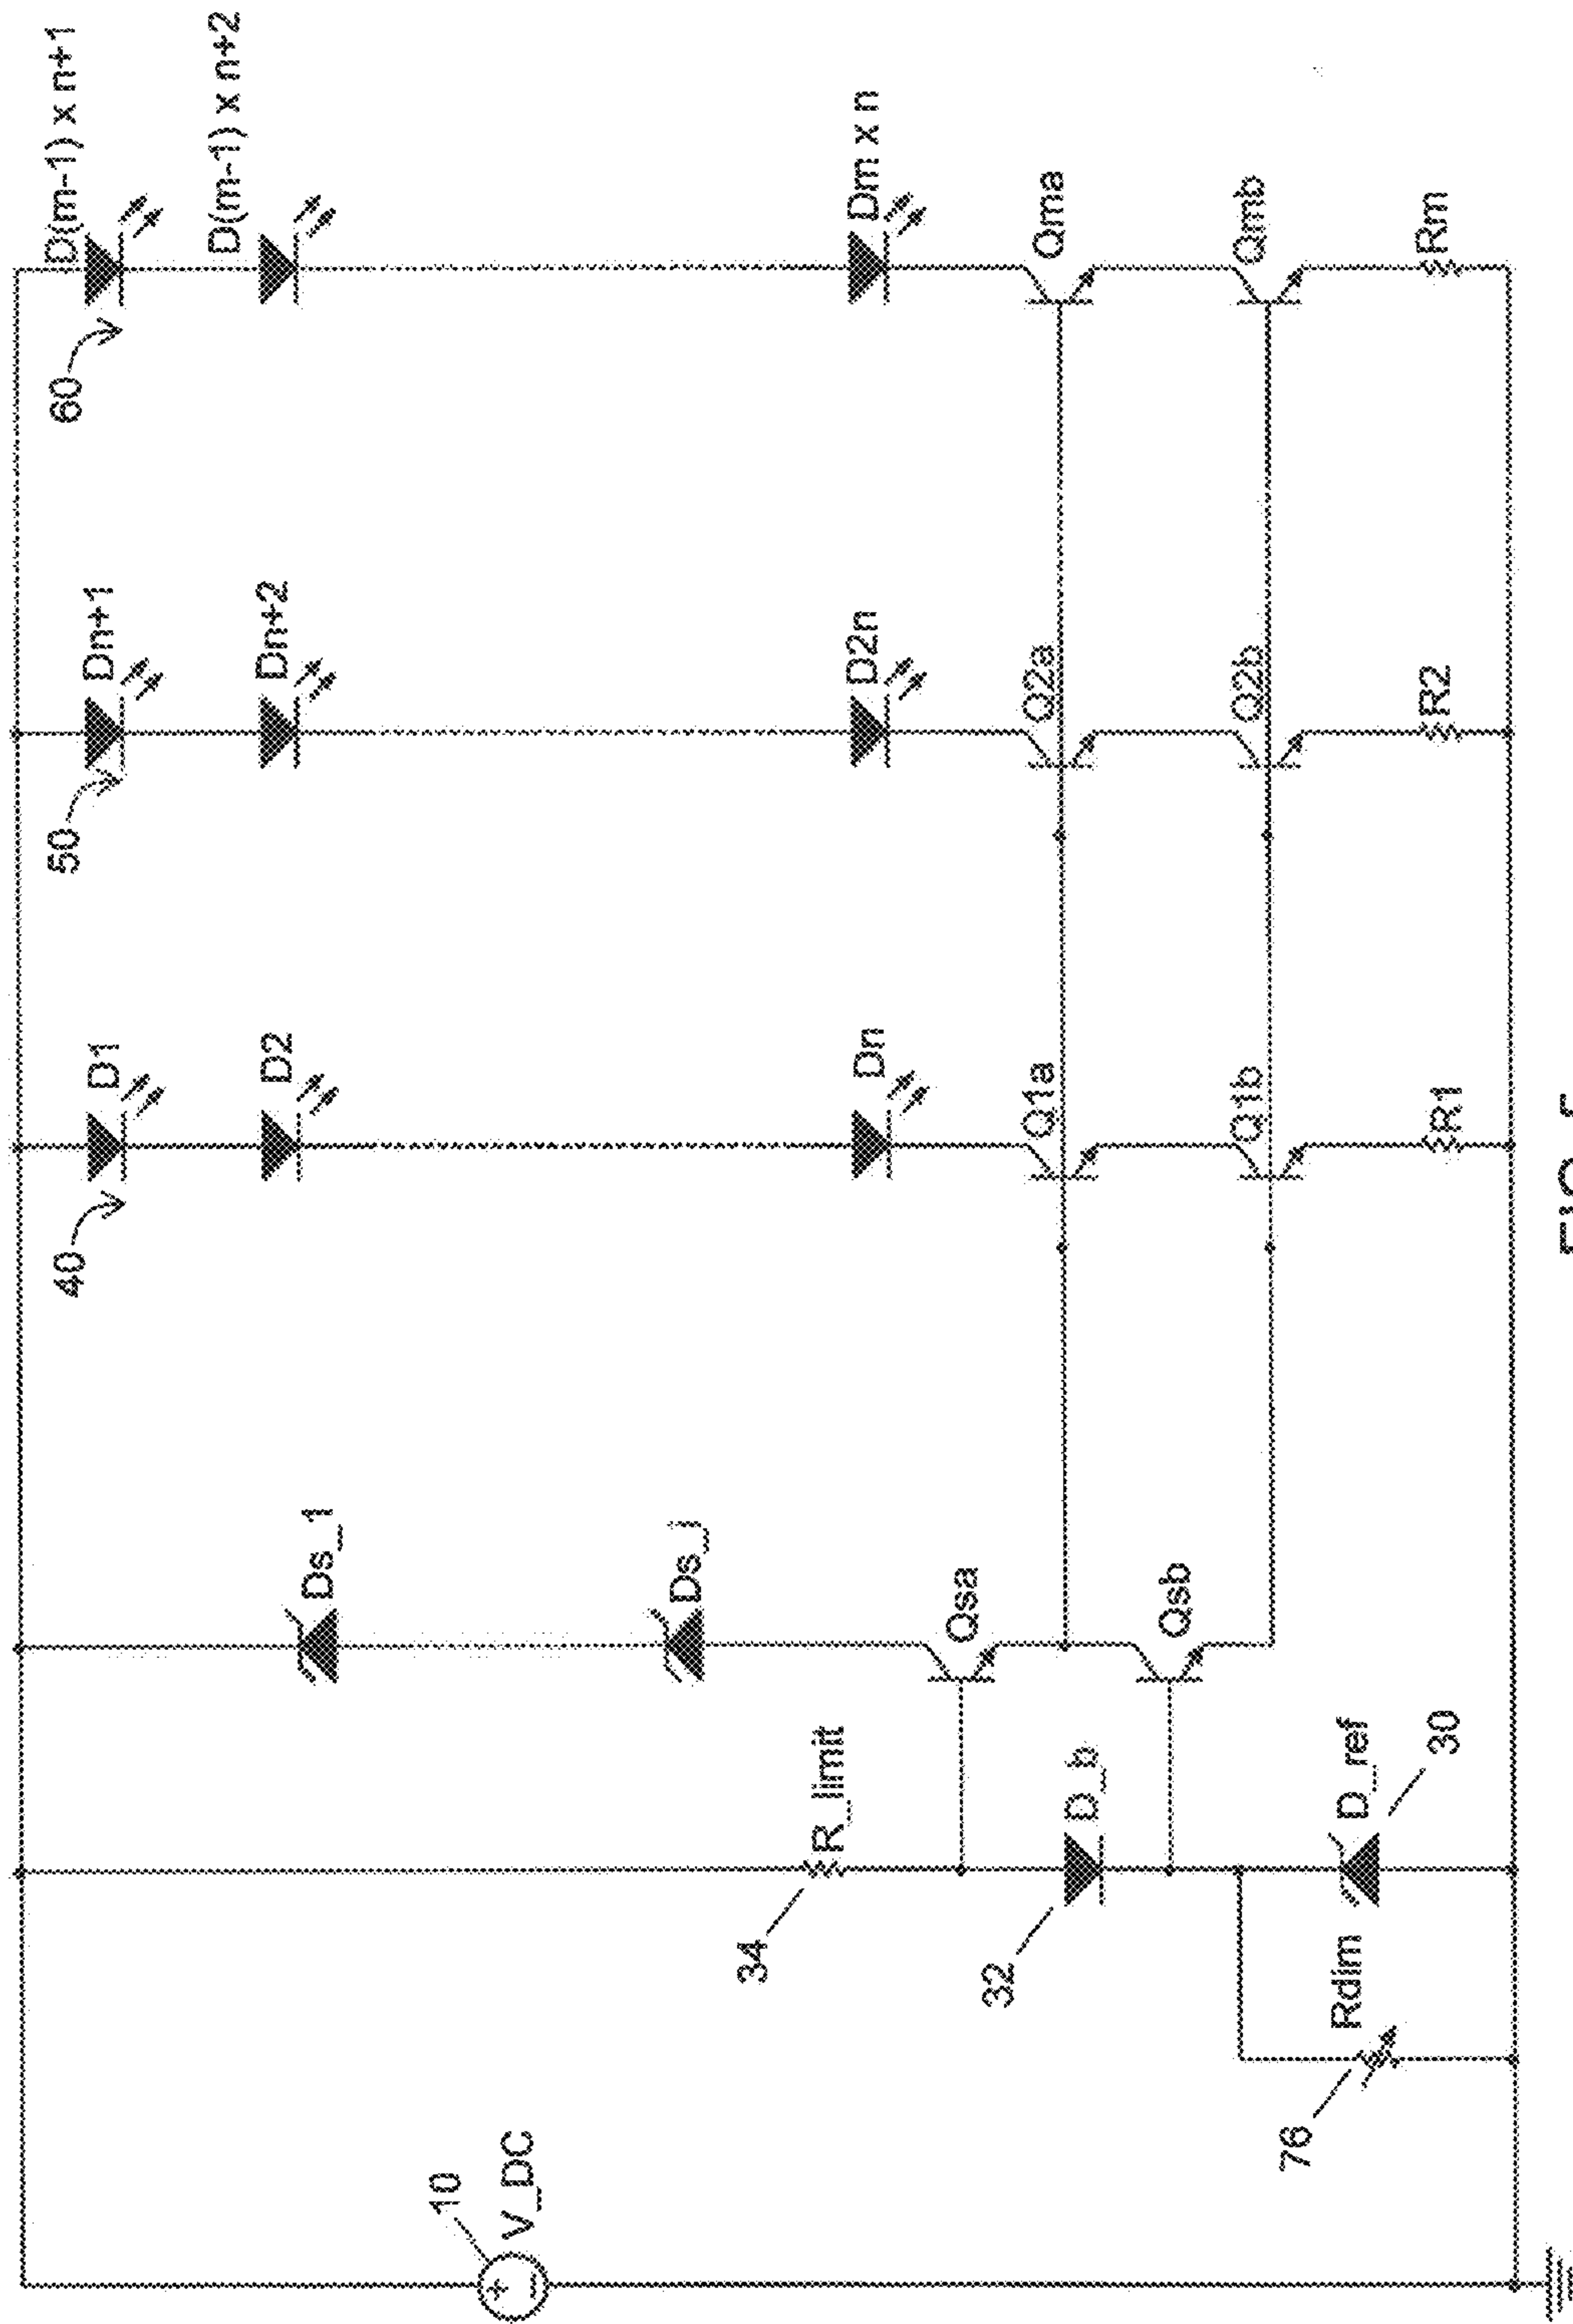 10
V_DC
76
Rdim
D_ref
30
32
D_b
34
R_limit
Ds_1
Ds_j
Qsa
Qsb
40
D1
D2
Dn
Q1a
Q1b
R1
50
Dn+1
Dn+2
D2n
Q2a
Q2b
R2
60
D(m-1) x n+1
D(m-1) x n+2
Dm x n
Qma
Qmb
Rm